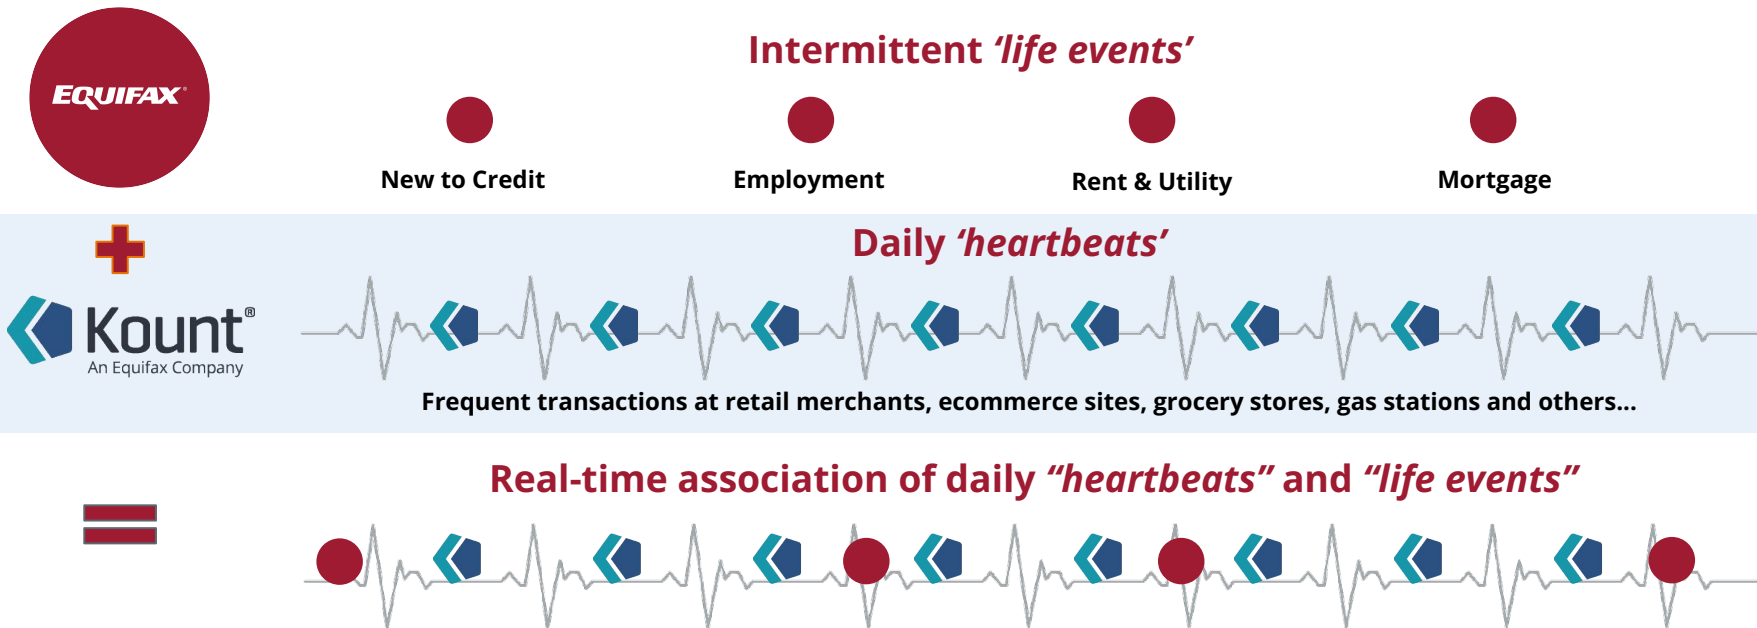 EQUIFAX®
Intermittent ‘life events’
New to Credit
Employment
Rent & Utility
Mortgage
Daily ‘heartbeats’
Kount®
An Equifax Company
Frequent transactions at retail merchants, ecommerce sites, grocery stores, gas stations and others...
Real-time association of daily “heartbeats” and “life events”